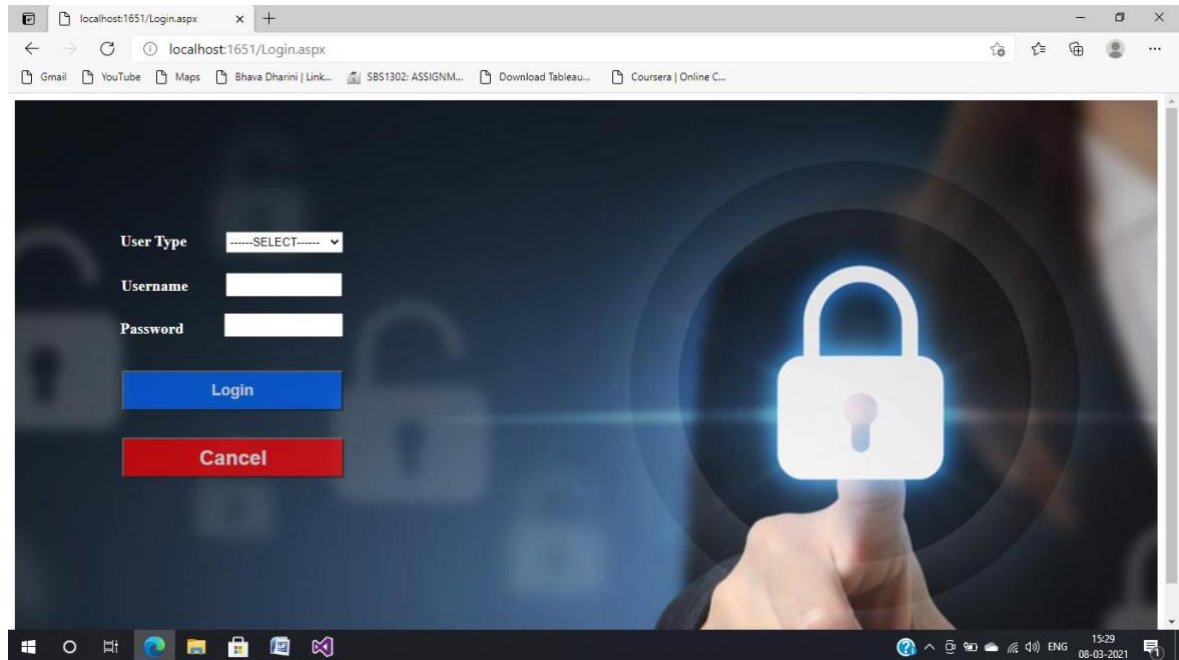 localhost:1651/Login.aspx
localhost:1651/Login.aspx
Gmail YouTube Maps Bhava Dharini | Link... SBS1302: ASSIGNM... Download Tableau... Coursera | Online C...
User Type ------SELECT------
Username
Password
Login
Cancel
ENG 15:29
08-03-2021